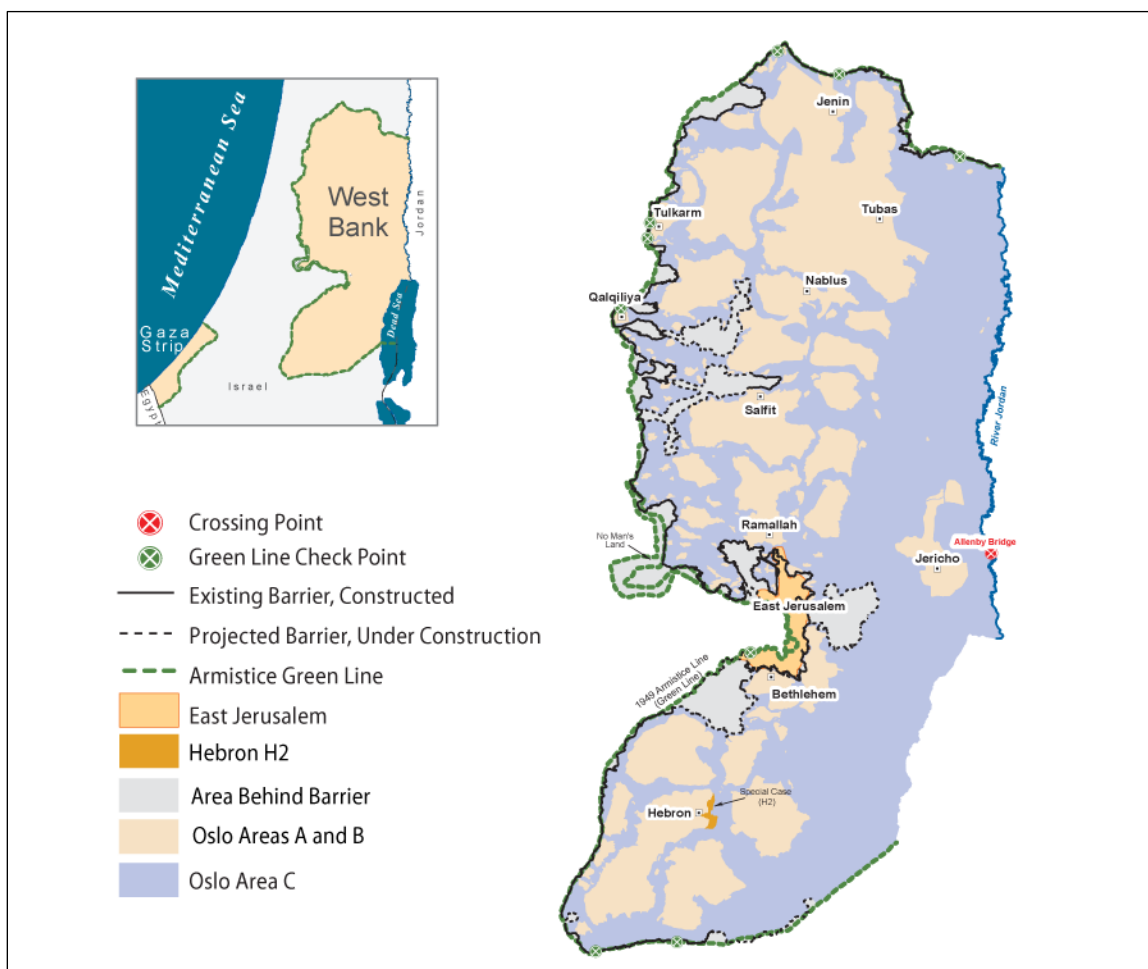 Mediterranean Sea
West
Bank
Jordan
Dead Sea
Gaza
Strip
Israel
Egypt
Crossing Point
Green Line Check Point
Existing Barrier, Constructed
Projected Barrier, Under Construction
Armistice Green Line
East Jerusalem
Hebron H2
Area Behind Barrier
Oslo Areas A and B
Oslo Area C
Jenin
Tulkarm
Tubas
Nablus
Qalqiliya
Salfit
River Jordan
Ramallah
No Man's
Land
Allenby Bridge
Jericho
East Jerusalem
1949 Armistice Line
(Green Line)
Bethlehem
Special Case
(H2)
Hebron